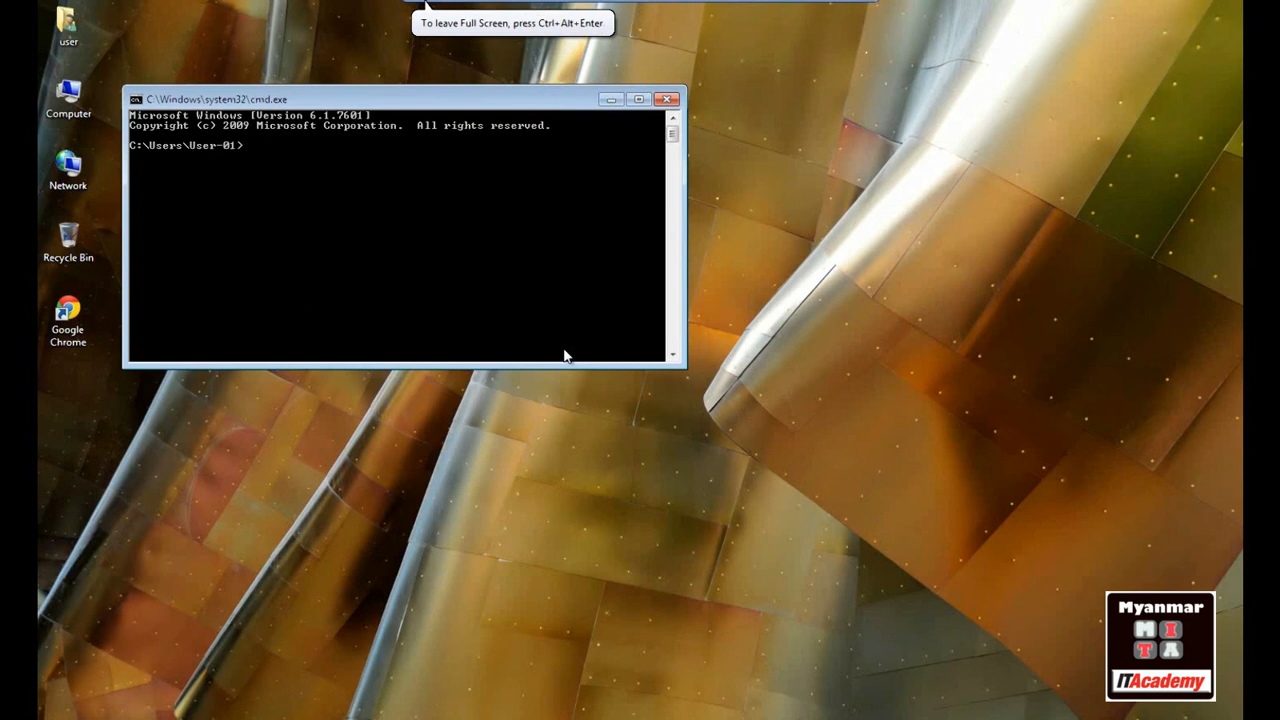 To leave Full Screen, press Ctrl+Alt+Enter
user
Computer
Network
Recycle Bin
Google
Chrome
C:\Windows\system32\cmd.exe
Microsoft Windows [Version 6.1.7601]
Copyright (c) 2009 Microsoft Corporation.  All rights reserved.
C:\Users\User-01>
Myanmar
M I
T A
ITAcademy